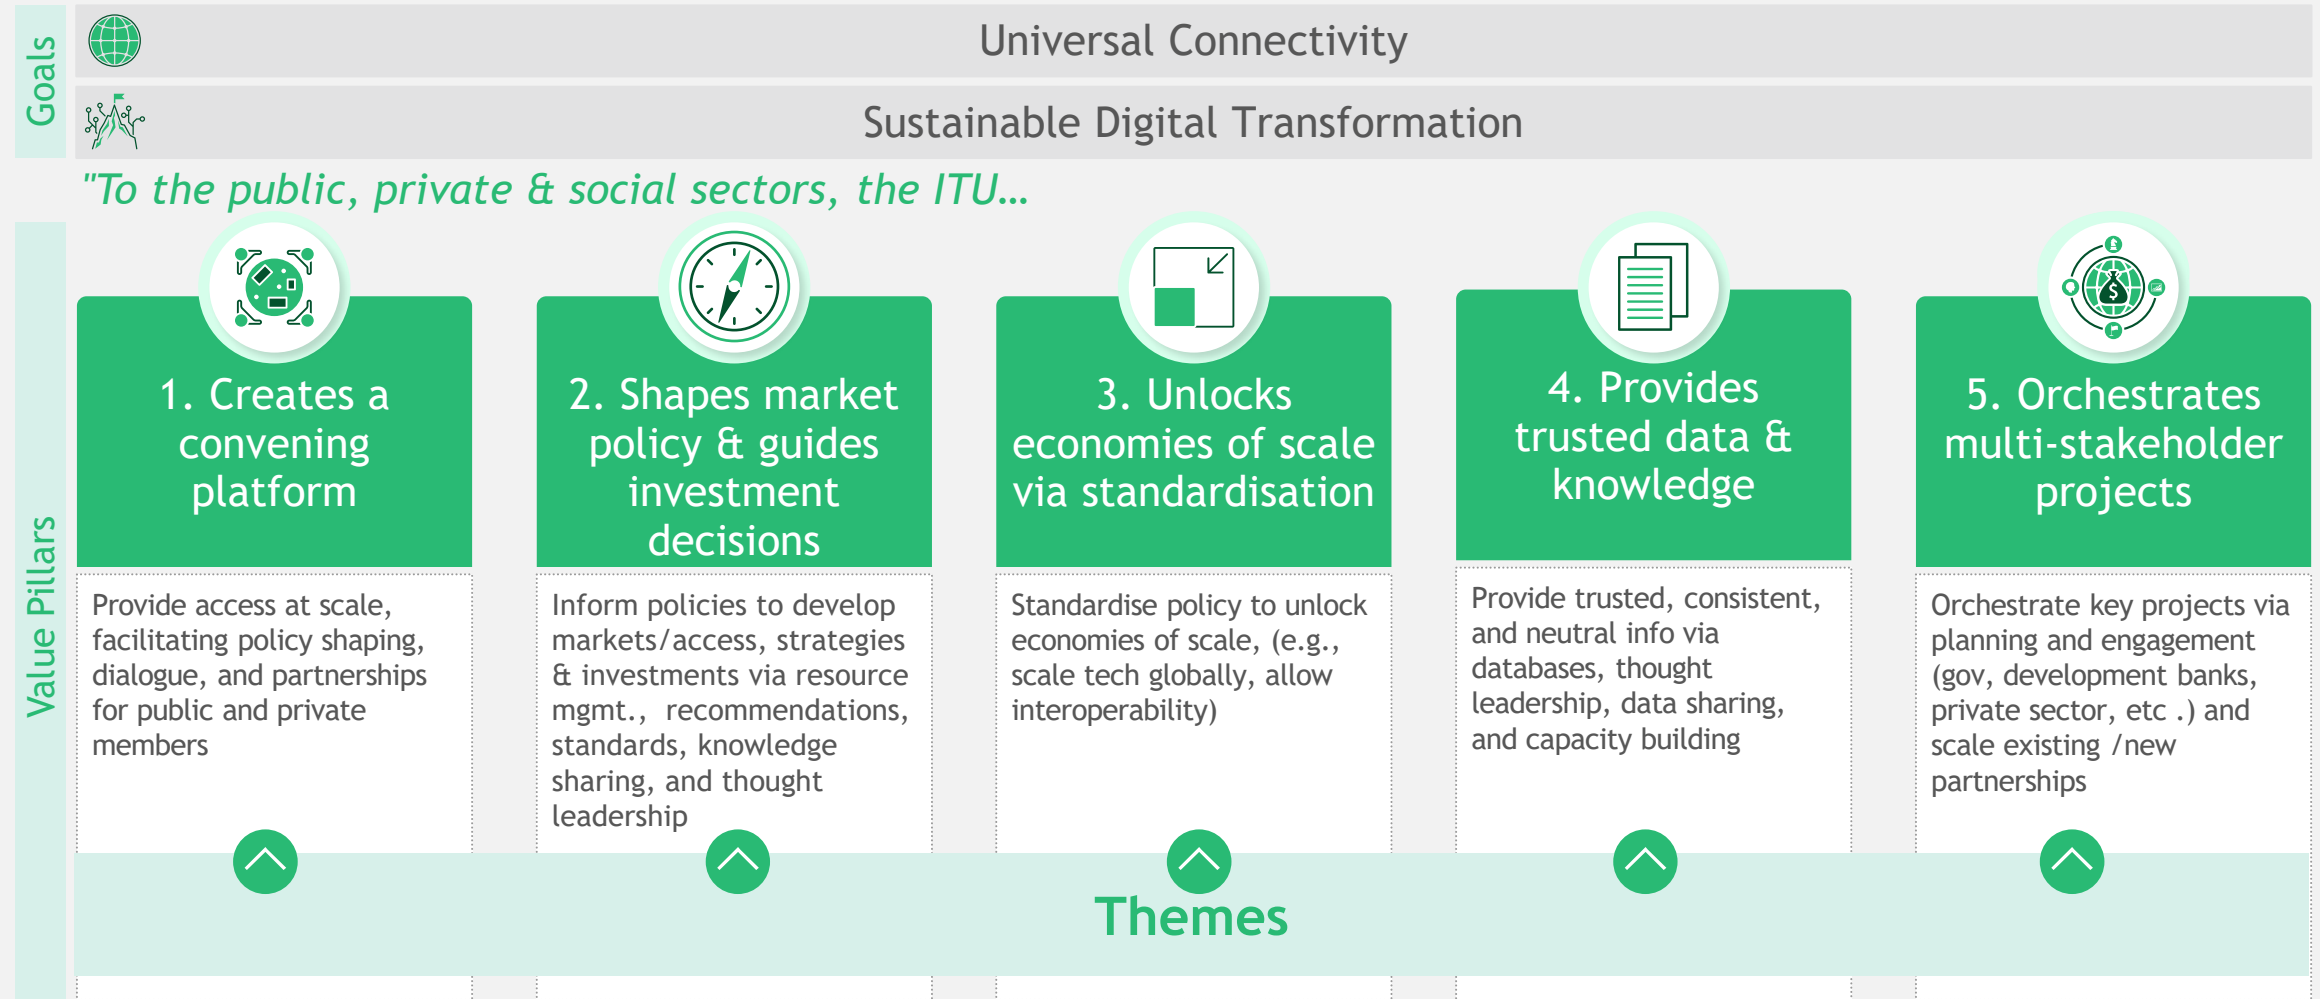 Goals
Universal Connectivity
Sustainable Digital Transformation
"To the public, private & social sectors, the ITU…
Value Pillars
1. Creates a
convening
platform
Provide access at scale,
facilitating policy shaping,
dialogue, and partnerships
for public and private
members
2. Shapes market
policy & guides
investment
decisions
Inform policies to develop
markets/access, strategies
& investments via resource
mgmt., recommendations,
standards, knowledge
sharing, and thought
leadership
3. Unlocks
economies of scale
via standardisation
Standardise policy to unlock
economies of scale, (e.g.,
scale tech globally, allow
interoperability)
4. Provides
trusted data &
knowledge
Provide trusted, consistent,
and neutral info via
databases, thought
leadership, data sharing,
and capacity building
5. Orchestrates
multi-stakeholder
projects
Orchestrate key projects via
planning and engagement
(gov, development banks,
private sector, etc .) and
scale existing /new
partnerships
Themes